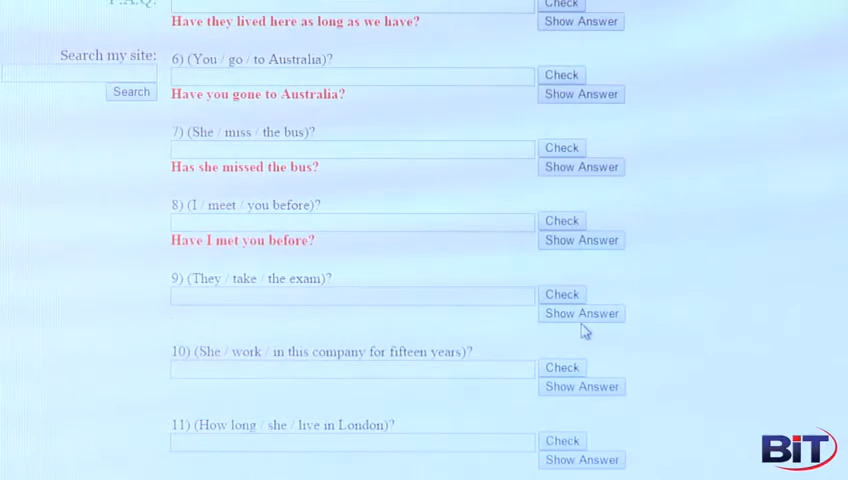 F.A.Q.
Check
Have they lived here as long as we have?
Show Answer
Search my site:
6) (You / go / to Australia)?
Check
Search
Have you gone to Australia?
Show Answer
7) (She / miss / the bus)?
Check
Has she missed the bus?
Show Answer
8) (I / meet / you before)?
Check
Have I met you before?
Show Answer
9) (They / take / the exam)?
Check
Show Answer
10) (She / work / in this company for fifteen years)?
Check
Show Answer
11) (How long / she / live in London)?
Check
Show Answer
BiT